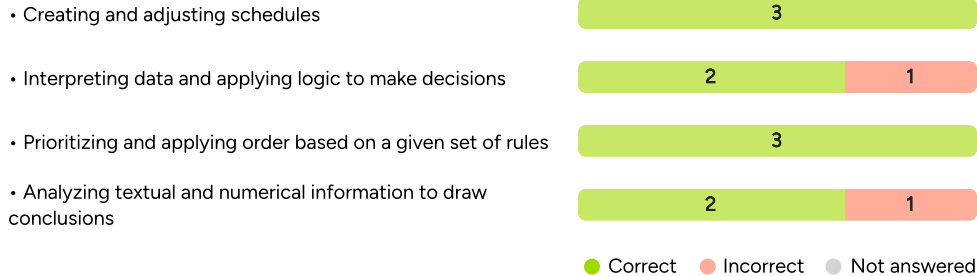 • Creating and adjusting schedules
3
• Interpreting data and applying logic to make decisions
2 1
• Prioritizing and applying order based on a given set of rules
3
• Analyzing textual and numerical information to draw
conclusions
2 1
Correct Incorrect Not answered